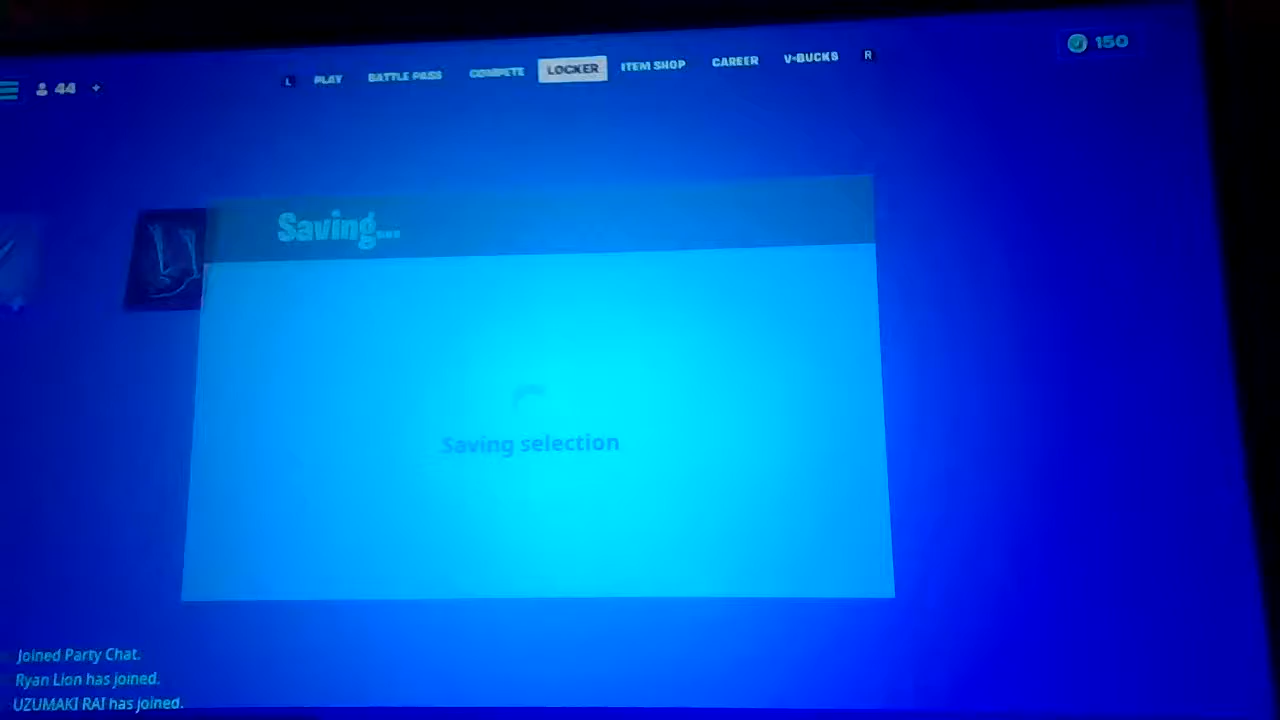 44 +
L PLAY BATTLE PASS COMPETE LOCKER ITEM SHOP CAREER V-BUCKS R
150
Saving...
Saving selection
Joined Party Chat.
Ryan Lion has joined.
UZUMAKI RAI has joined.